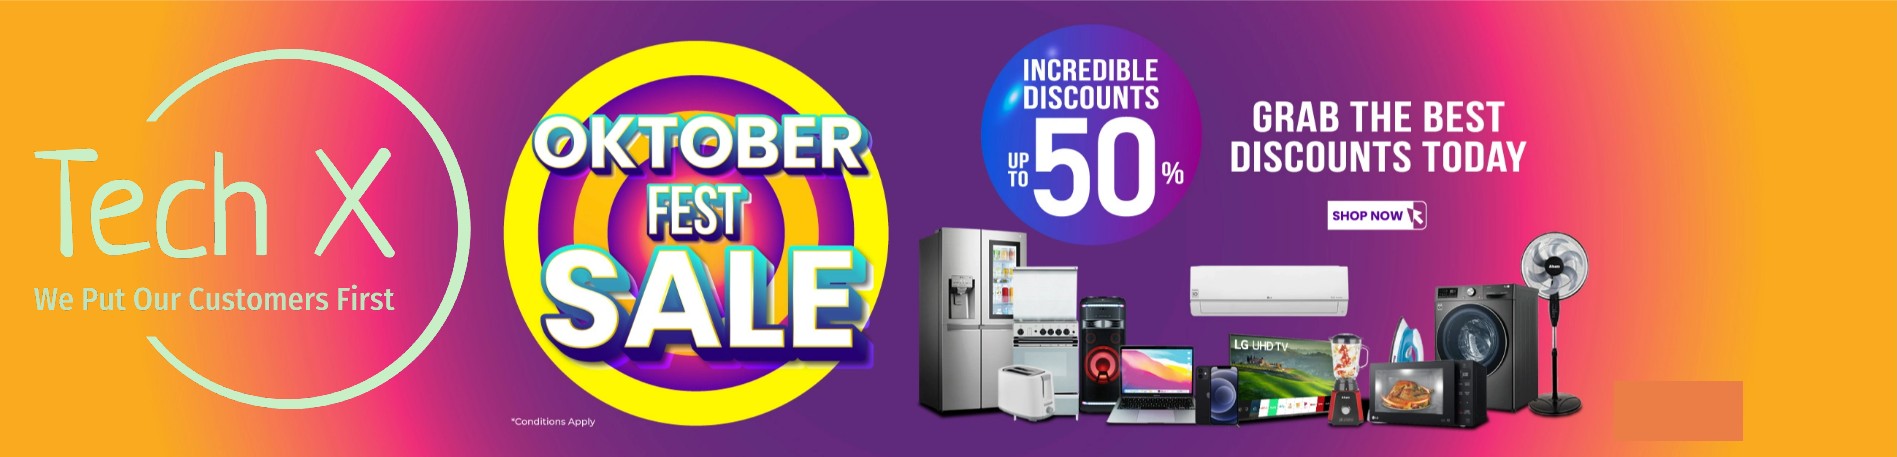 Tech X
We Put Our Customers First
OKTOBER
FEST
SALE
*Conditions Apply
INCREDIBLE
DISCOUNTS
UP
TO
50%
GRAB THE BEST
DISCOUNTS TODAY
SHOP NOW
LG UHD TV